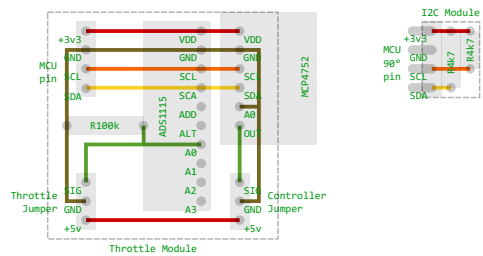 I2C Module
+3v3
VDD
VDD
+3v3
MCU
pin
GND
GND
GND
MCU
90°
pin
GND
SCL
SCL
SCL
SCL
SDA
SCA
SDA
SDA
R4k7
R4k7
ADS1115
MCP4752
ADD
A0
R100k
ALT
OUT
A0
A1
Throttle
Jumper
SIG
A2
SIG
Controller
Jumper
GND
GND
+5v
A3
+5v
Throttle Module